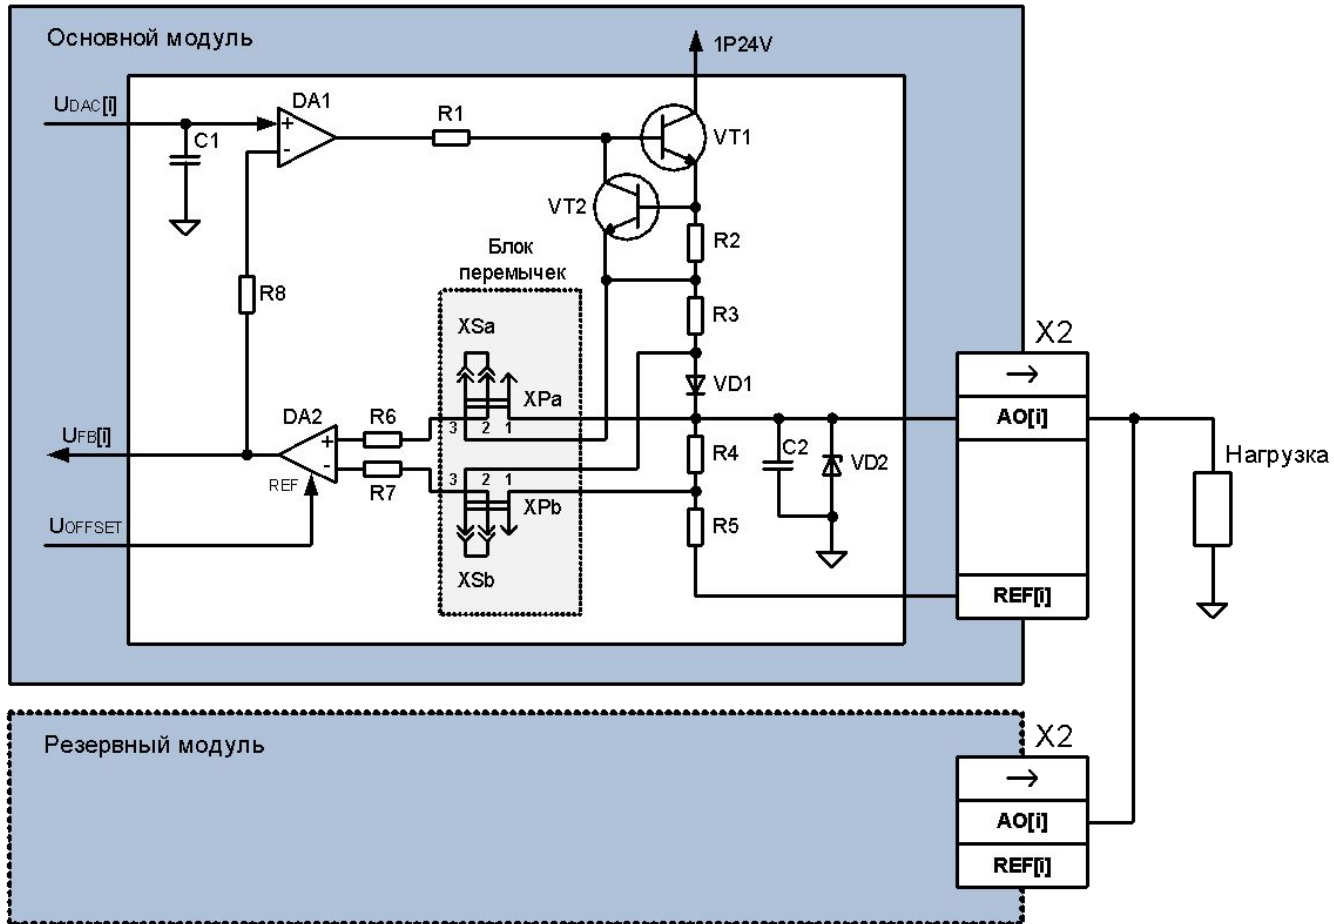 Основной модуль
1P24V
UDAC[i]
DA1
R1
C1
VT1
VT2
R2
Блок
перемычек
R8
R3
X2
XSa
→
VD1
XPa
DA2
R6
AO[i]
UFB[i]
+
-
3 2 1
R4
C2
VD2
Нагрузка
REF
R7
3 2 1
XPb
R5
UOFFSET
XSb
REF[i]
Резервный модуль
X2
→
AO[i]
REF[i]